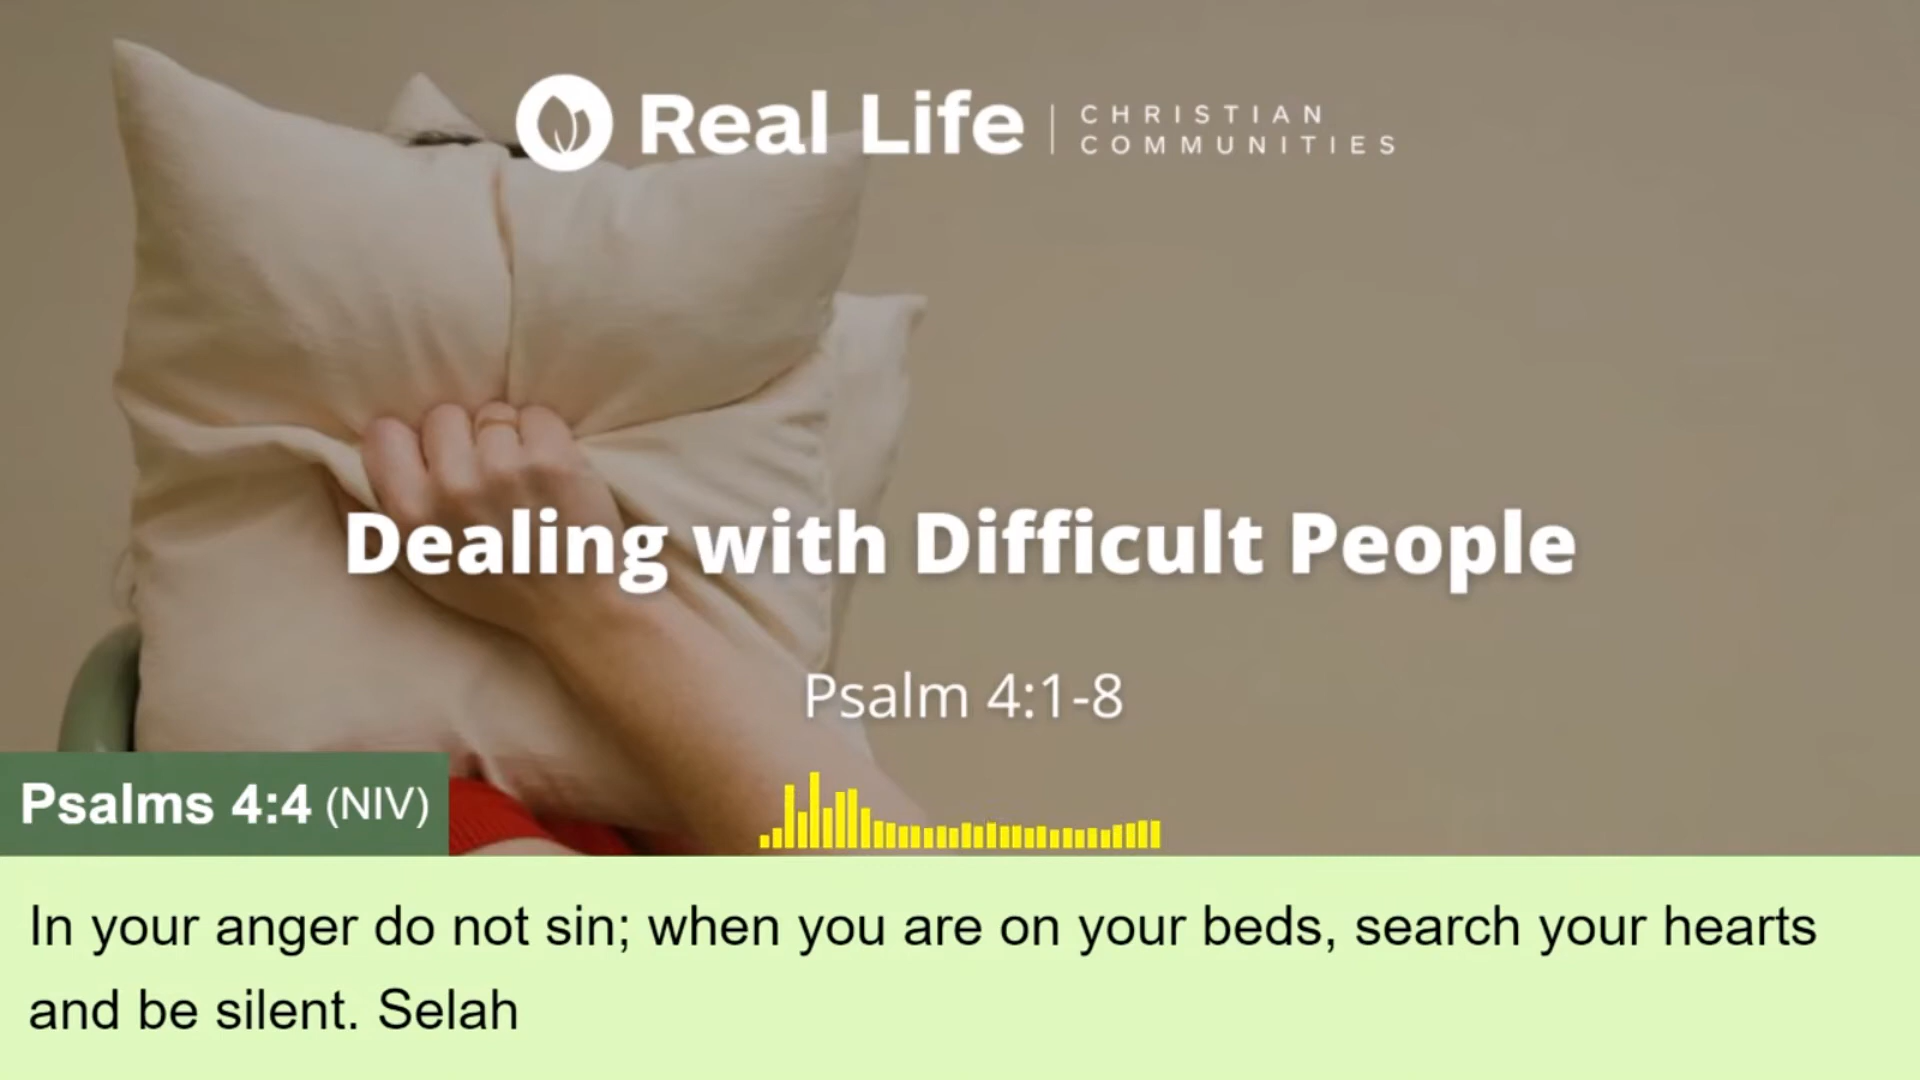 Real Life
CHRISTIAN
COMMUNITIES
Dealing with Difficult People
Psalm 4:1-8
Psalms 4:4 (NIV)
In your anger do not sin; when you are on your beds, search your hearts
and be silent. Selah